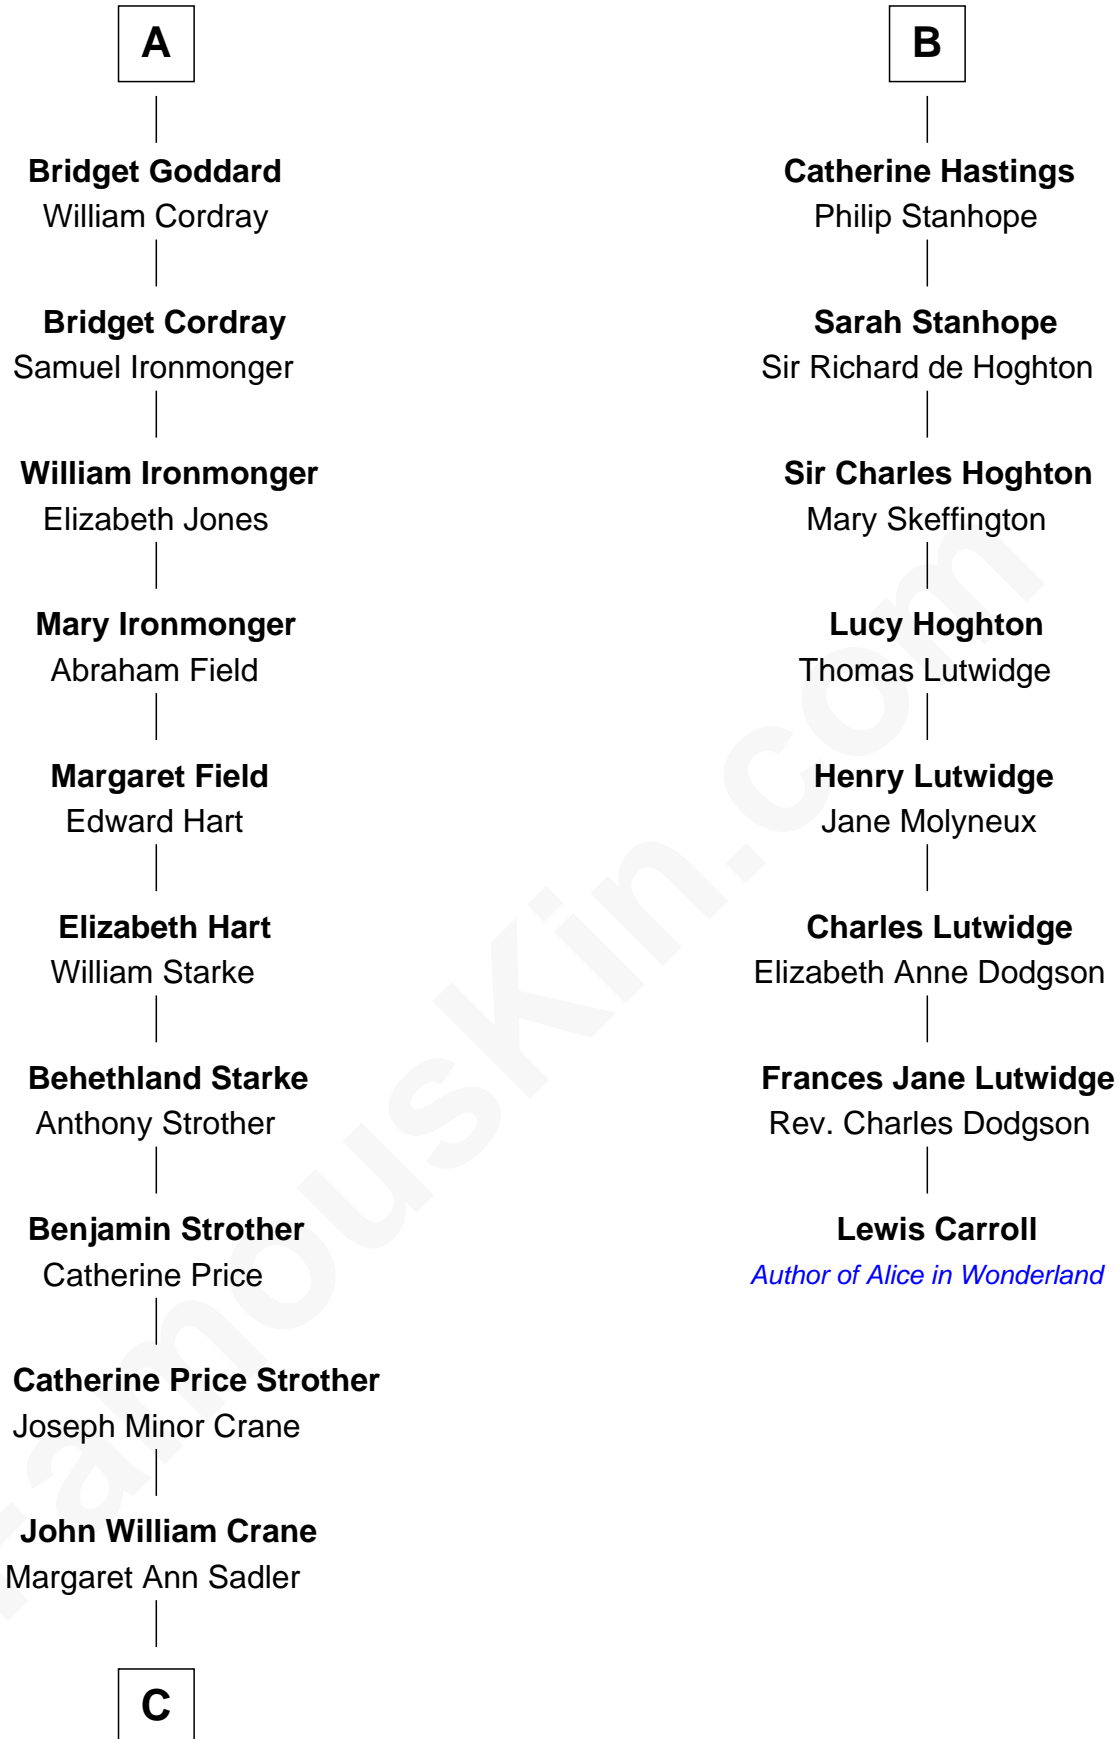 A
Bridget Goddard
William Cordray
Bridget Cordray
Samuel Ironmonger
William Ironmonger
Elizabeth Jones
Mary Ironmonger
Abraham Field
Margaret Field
Edward Hart
Elizabeth Hart
William Starke
Behethland Starke
Anthony Strother
Benjamin Strother
Catherine Price
Catherine Price Strother
Joseph Minor Crane
John William Crane
Margaret Ann Sadler
C
B
Catherine Hastings
Philip Stanhope
Sarah Stanhope
Sir Richard de Hoghton
Sir Charles Hoghton
Mary Skeffington
Lucy Hoghton
Thomas Lutwidge
Henry Lutwidge
Jane Molyneux
Charles Lutwidge
Elizabeth Anne Dodgson
Frances Jane Lutwidge
Rev. Charles Dodgson
Lewis Carroll
Author of Alice in Wonderland
FamousKin.com